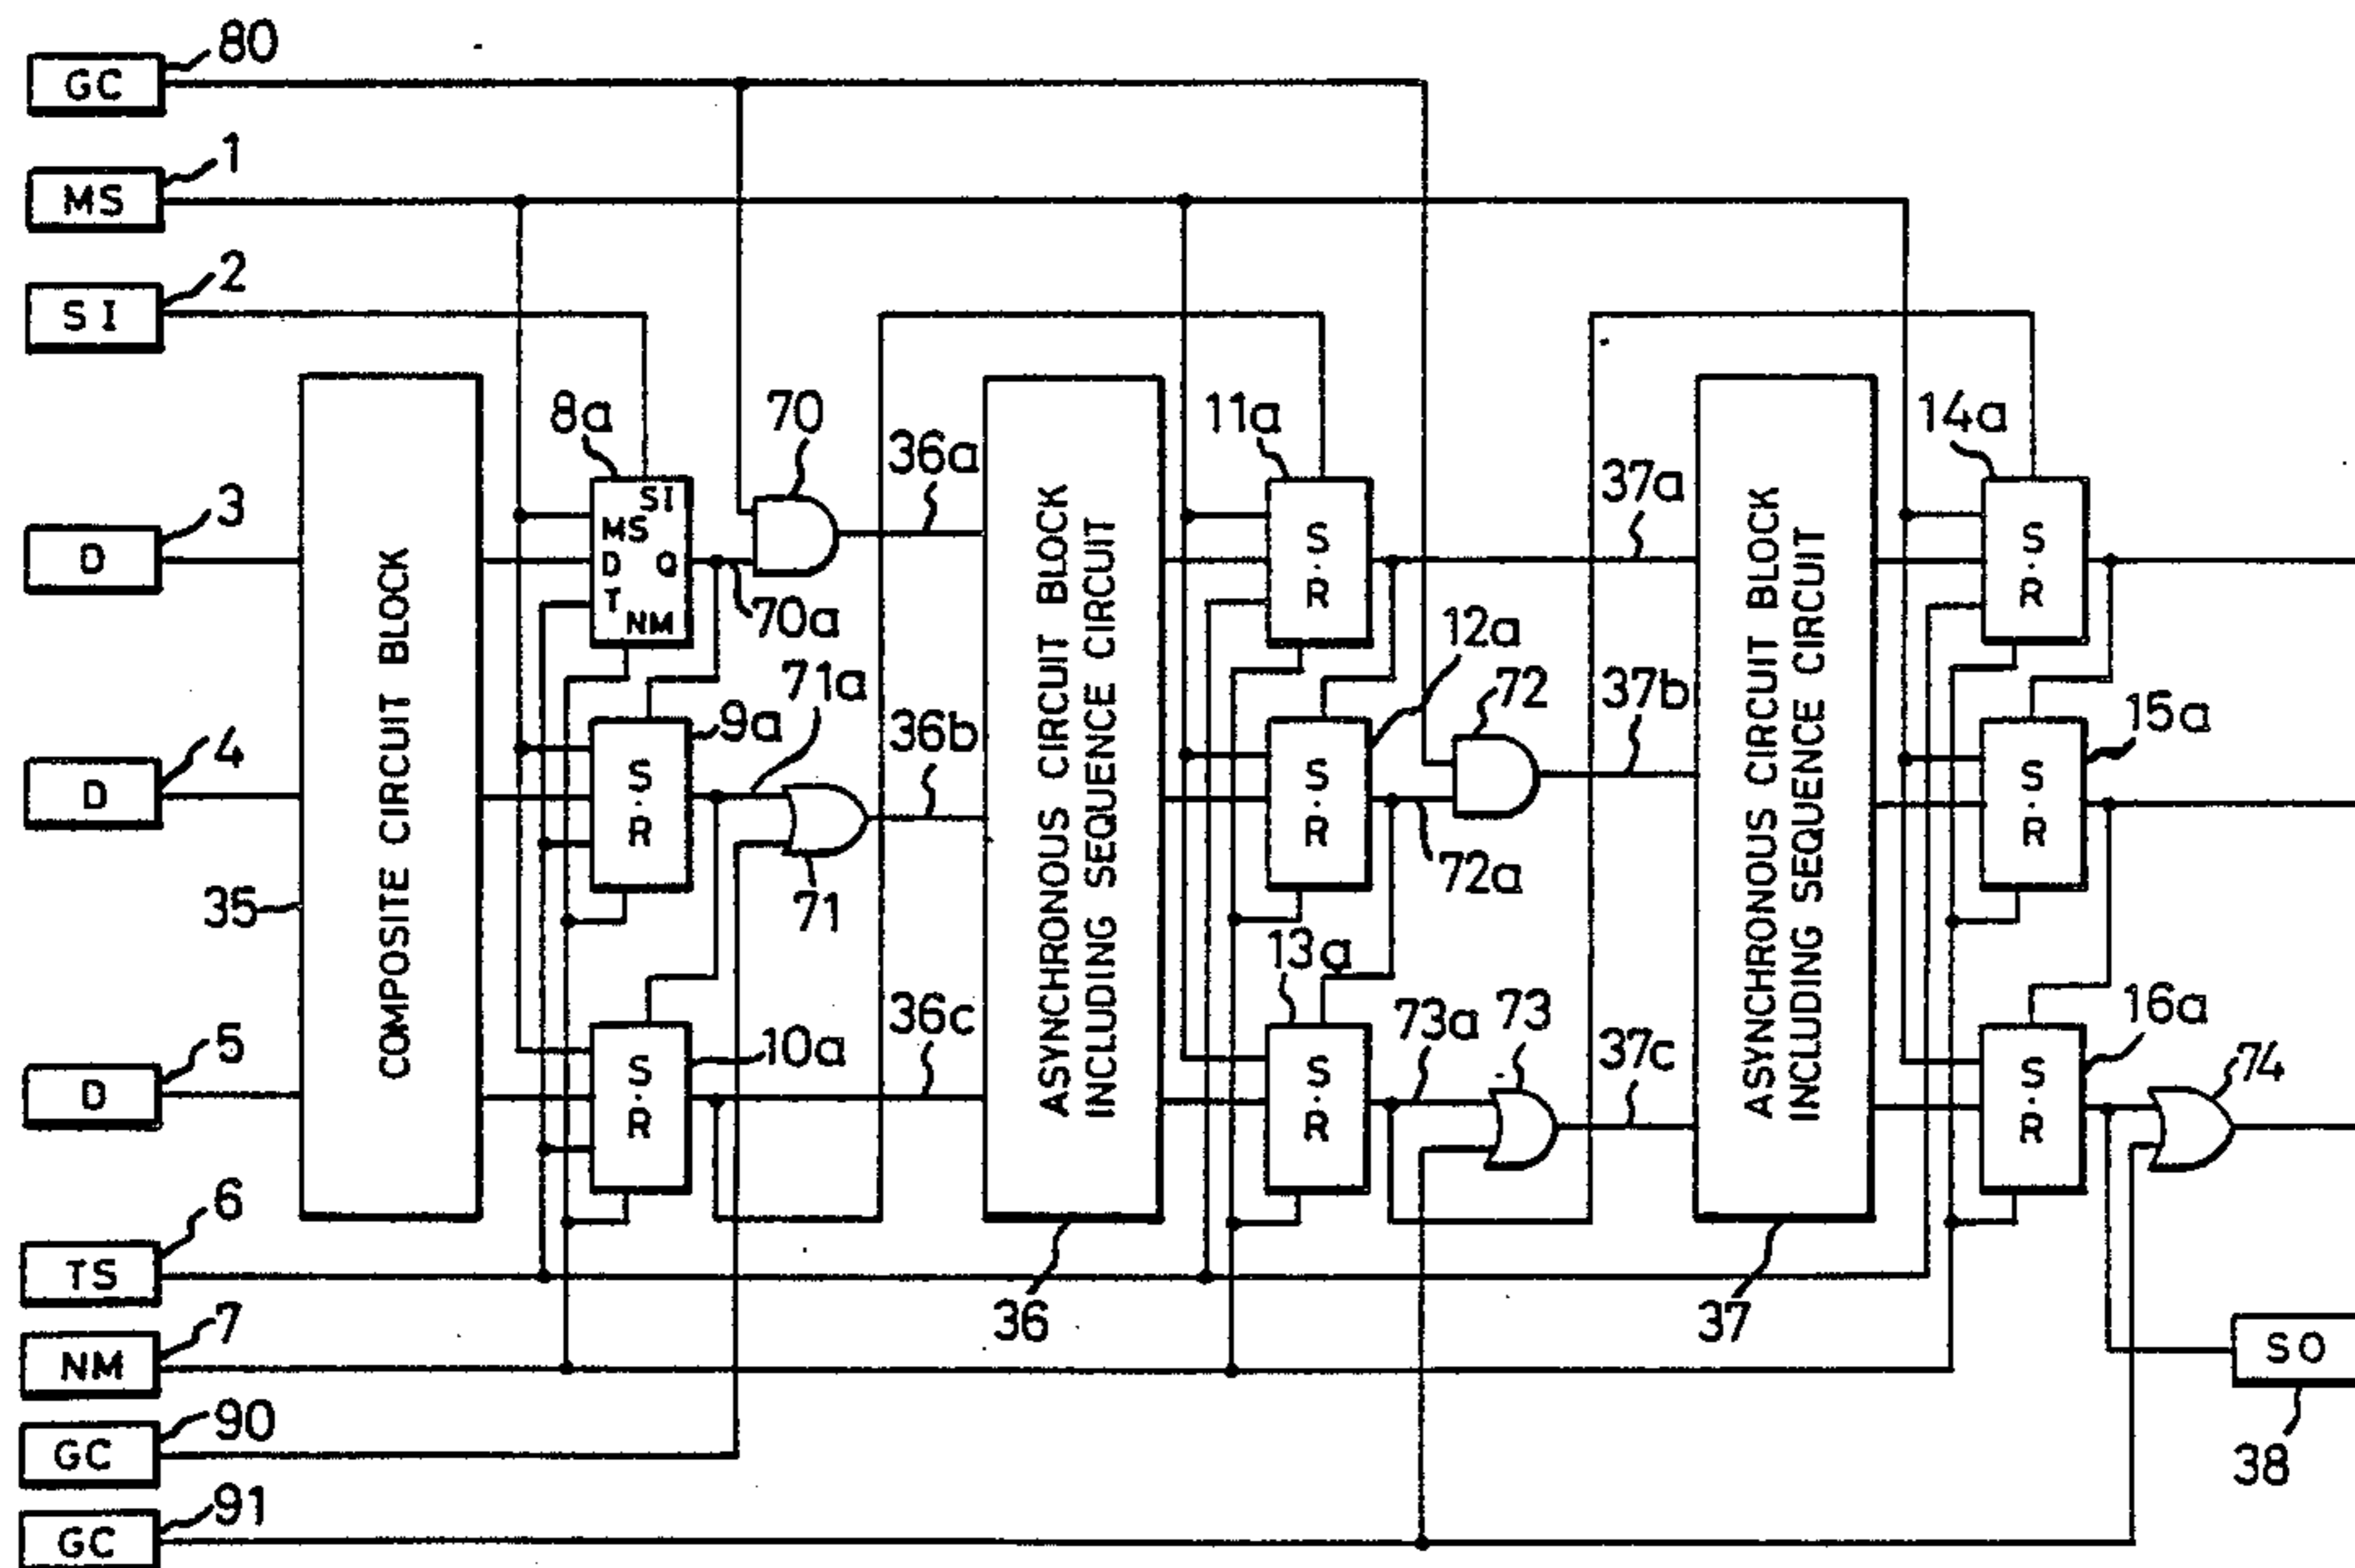 80
GC
1
MS
2
SI
8a
70
36a
11a
37a
14a
3
D
SI
MS
D
Q
T
NM
70a
S·R
S·R
12a
71a
72
37b
15a
9a
36b
4
D
S·R
S·R
S·R
72a
71
35
COMPOSITE CIRCUIT BLOCK
ASYNCHRONOUS CIRCUIT BLOCK
INCLUDING SEQUENCE CIRCUIT
ASYNCHRONOUS CIRCUIT BLOCK
INCLUDING SEQUENCE CIRCUIT
13a
36c
73a
73
16a
5
D
10a
37c
74
S·R
S·R
S·R
6
TS
36
37
7
NM
SO
90
GC
38
91
GC